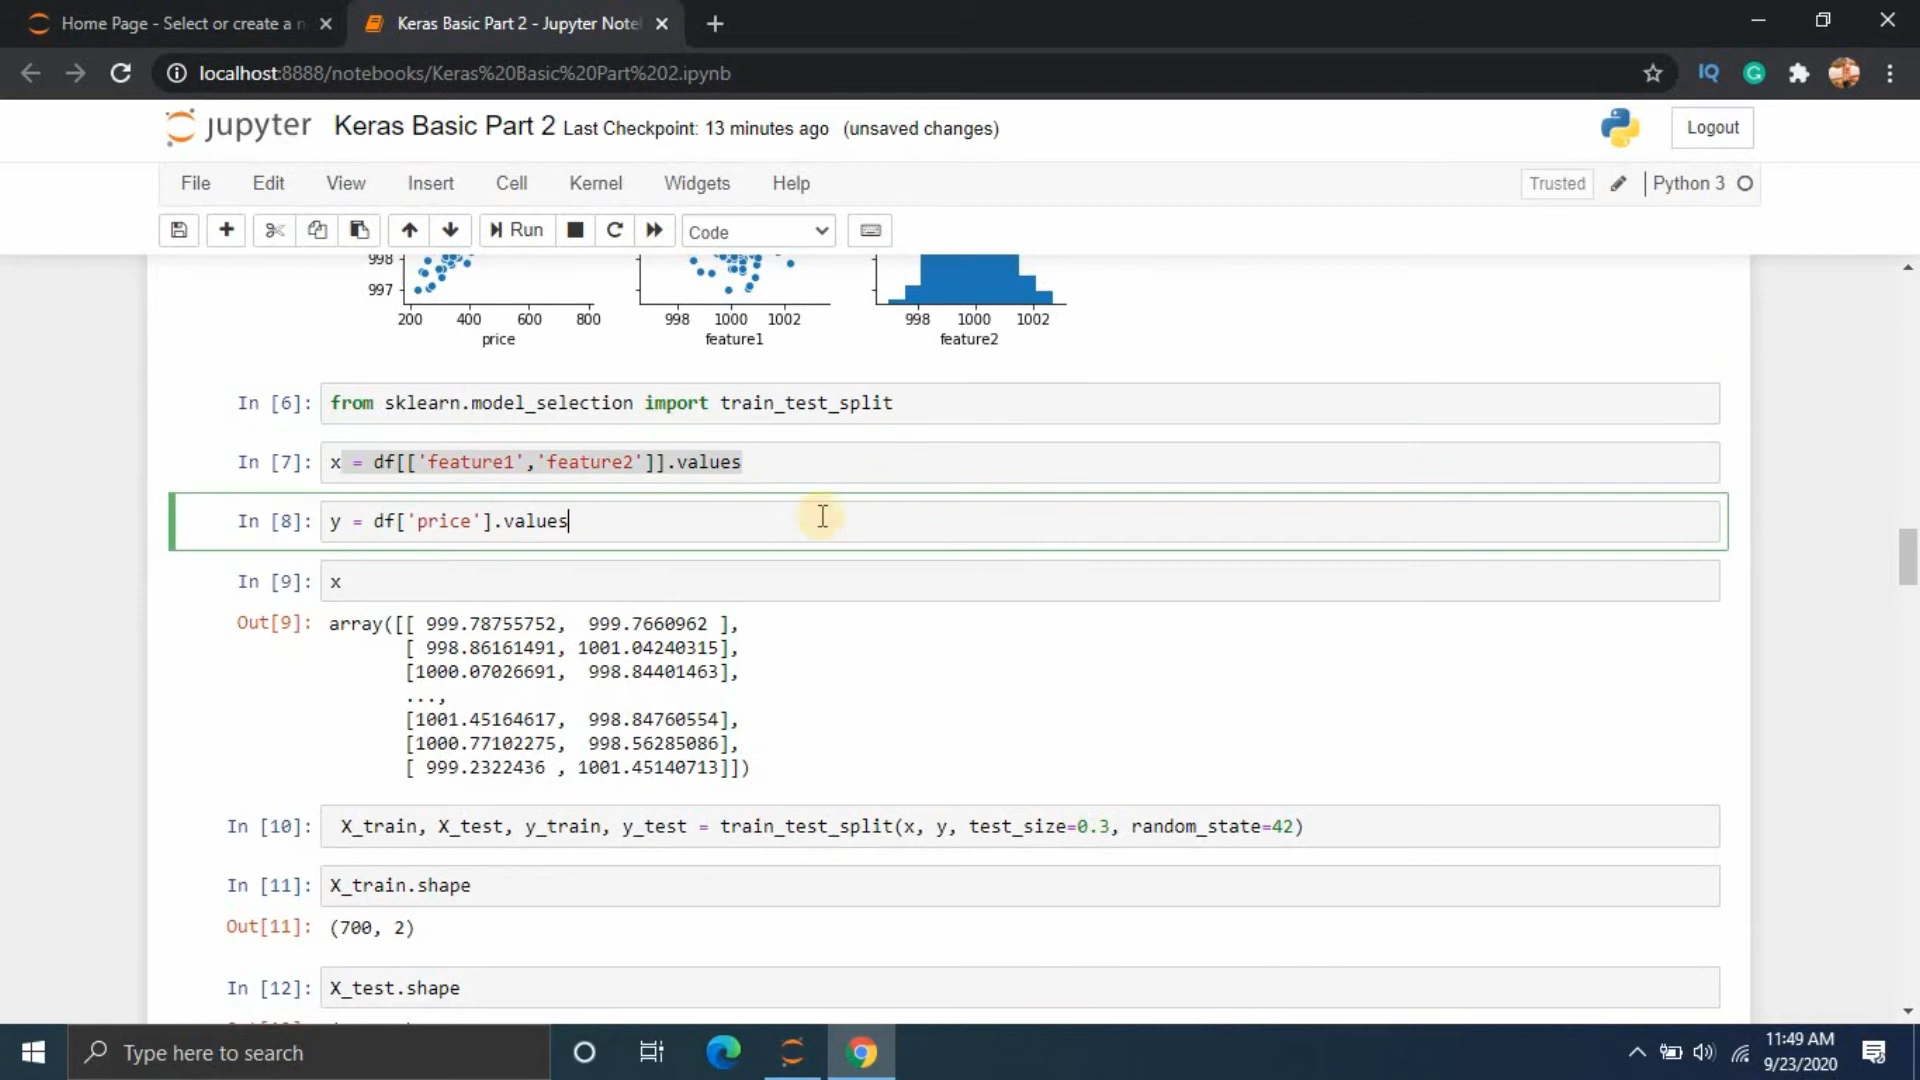 Home Page - Select or create a n
Keras Basic Part 2 - Jupyter Note
localhost:8888/notebooks/Keras%20Basic%20Part%202.ipynb
IQ
jupyter Keras Basic Part 2 Last Checkpoint: 13 minutes ago (unsaved changes)
Logout
File Edit View Insert Cell Kernel Widgets Help
Trusted Python 3
Run Code
998
997
200 400 600 800 998 1000 1002 998 1000 1002
price feature1 feature2
In [6]: from sklearn.model_selection import train_test_split
In [7]: x = df[['feature1','feature2']].values
In [8]: y = df['price'].values
In [9]: x
Out[9]: array([[ 999.78755752,  999.7660962 ],
[ 998.86161491, 1001.04240315],
[1000.07026691,  998.84401463],
...,
[1001.45164617,  998.84760554],
[1000.77102275,  998.56285086],
[ 999.2322436 , 1001.45140713]])
In [10]: X_train, X_test, y_train, y_test = train_test_split(x, y, test_size=0.3, random_state=42)
In [11]: X_train.shape
Out[11]: (700, 2)
In [12]: X_test.shape
Type here to search
11:49 AM
9/23/2020